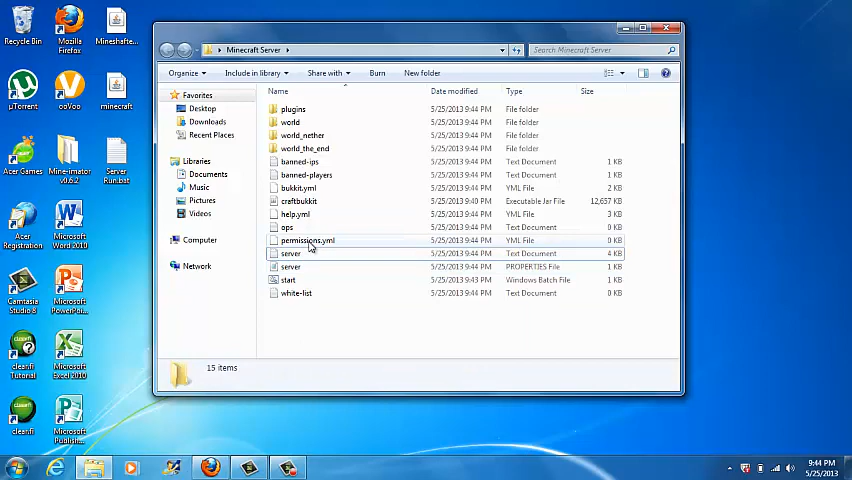 Recycle Bin
Mozilla Firefox
Mineshafte...
µTorrent
ooVoo
minecraft
Acer Games
Mine-imator v0.6.2
Server Run.bat
Acer Registration
Microsoft Word 2010
Camtasia Studio 8
Microsoft PowerPoi...
clear.fi Tutorial
Microsoft Excel 2010
clear.fi
Microsoft Publish...
Minecraft Server
Search Minecraft Server
Organize Include in library Share with Burn New folder
Name Date modified Type Size
Favorites
Desktop
Downloads
Recent Places
Libraries
Documents
Music
Pictures
Videos
Computer
Network
plugins 5/25/2013 9:44 PM File folder
world 5/25/2013 9:44 PM File folder
world_nether 5/25/2013 9:44 PM File folder
world_the_end 5/25/2013 9:44 PM File folder
banned-ips 5/25/2013 9:44 PM Text Document 1 KB
banned-players 5/25/2013 9:44 PM Text Document 1 KB
bukkit.yml 5/25/2013 9:44 PM YML File 2 KB
craftbukkit 5/25/2013 9:40 PM Executable Jar File 12,657 KB
help.yml 5/25/2013 9:44 PM YML File 3 KB
ops 5/25/2013 9:44 PM Text Document 0 KB
permissions.yml 5/25/2013 9:44 PM YML File 0 KB
server 5/25/2013 9:44 PM Text Document 4 KB
server 5/25/2013 9:44 PM PROPERTIES File 1 KB
start 5/25/2013 9:43 PM Windows Batch File 1 KB
white-list 5/25/2013 9:44 PM Text Document 0 KB
15 items
9:44 PM
5/25/2013